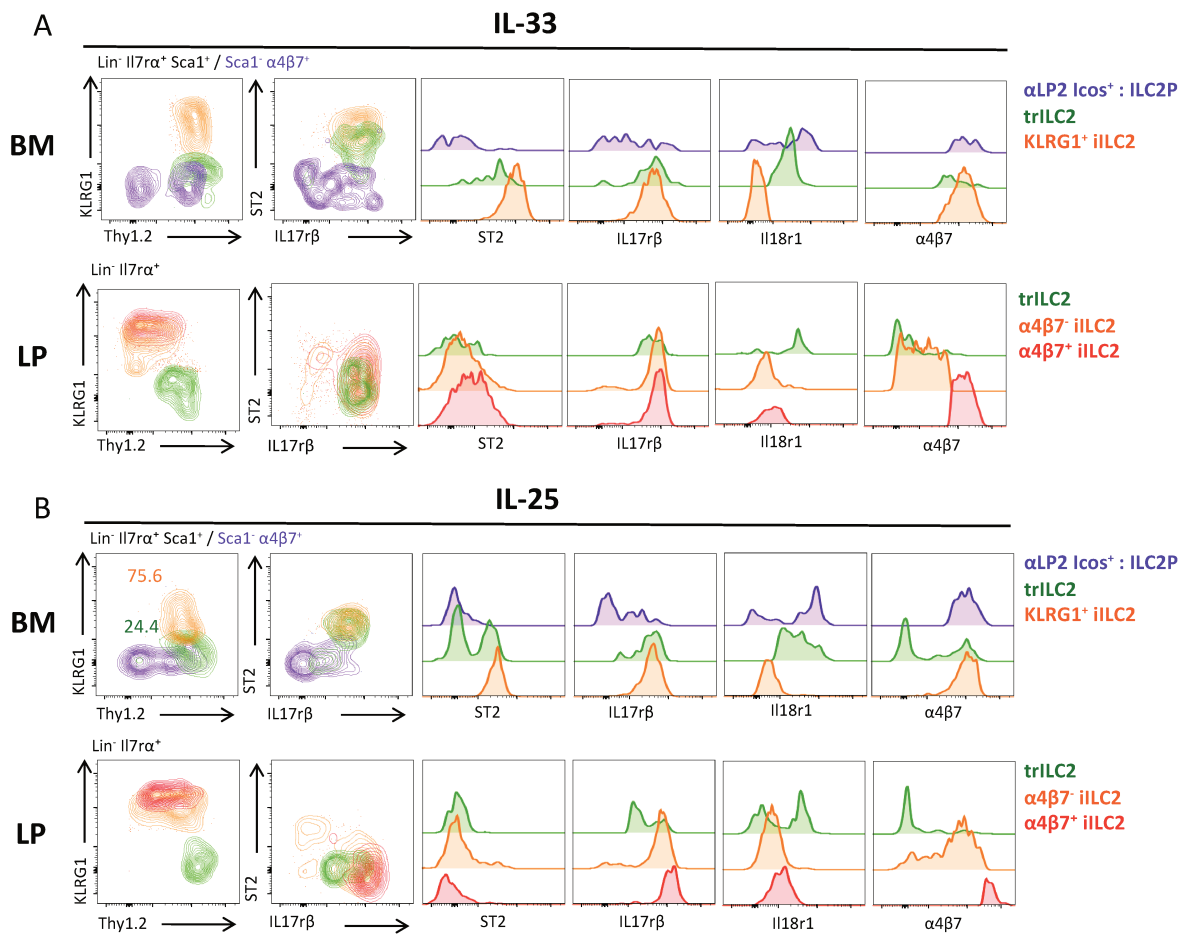 A
IL-33
Lin- Il7rα+ Sca1+ / Sca1- α4β7+
BM
KLRG1
Thy1.2
ST2
IL17rβ
ST2
IL17rβ
Il18r1
α4β7
αLP2 Icos+ : ILC2P
trILC2
KLRG1+ iILC2
Lin- Il7rα+
LP
KLRG1
Thy1.2
ST2
IL17rβ
ST2
IL17rβ
Il18r1
α4β7
trILC2
α4β7- iILC2
α4β7+ iILC2
B
IL-25
Lin- Il7rα+ Sca1+ / Sca1- α4β7+
BM
75.6
24.4
KLRG1
Thy1.2
ST2
IL17rβ
ST2
IL17rβ
Il18r1
α4β7
αLP2 Icos+ : ILC2P
trILC2
KLRG1+ iILC2
Lin- Il7rα+
LP
KLRG1
Thy1.2
ST2
IL17rβ
ST2
IL17rβ
Il18r1
α4β7
trILC2
α4β7- iILC2
α4β7+ iILC2